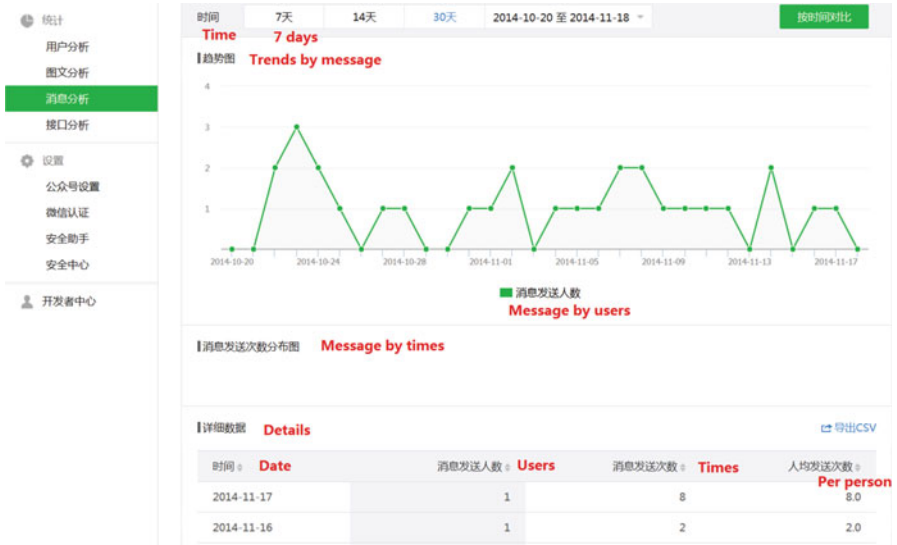 统计
用户分析
图文分析
消息分析
接口分析
设置
公众号设置
微信认证
安全助手
安全中心
开发者中心
时间 7天 14天 30天 2014-10-20 至 2014-11-18 按时间对比
Time 7 days
趋势图 Trends by message
4
3
2
1
2014-10-20 2014-10-24 2014-10-28 2014-11-01 2014-11-05 2014-11-09 2014-11-13 2014-11-17
消息发送人数
Message by users
消息发送次数分布图 Message by times
详细数据 Details 导出CSV
时间 Date 消息发送人数 Users 消息发送次数 Times 人均发送次数
Per person
2014-11-17 1 8 8.0
2014-11-16 1 2 2.0